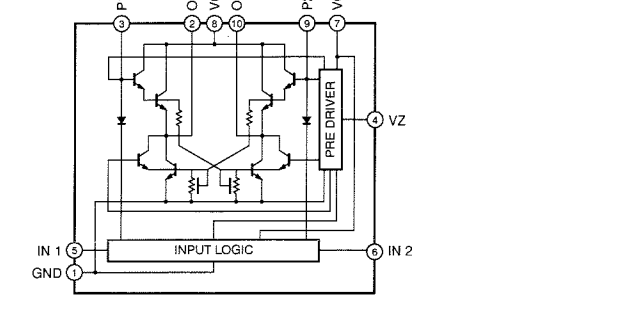 3
2
8
10
9
7
PRE DRIVER
4 VZ
IN 1 5
INPUT LOGIC
6 IN 2
GND 1